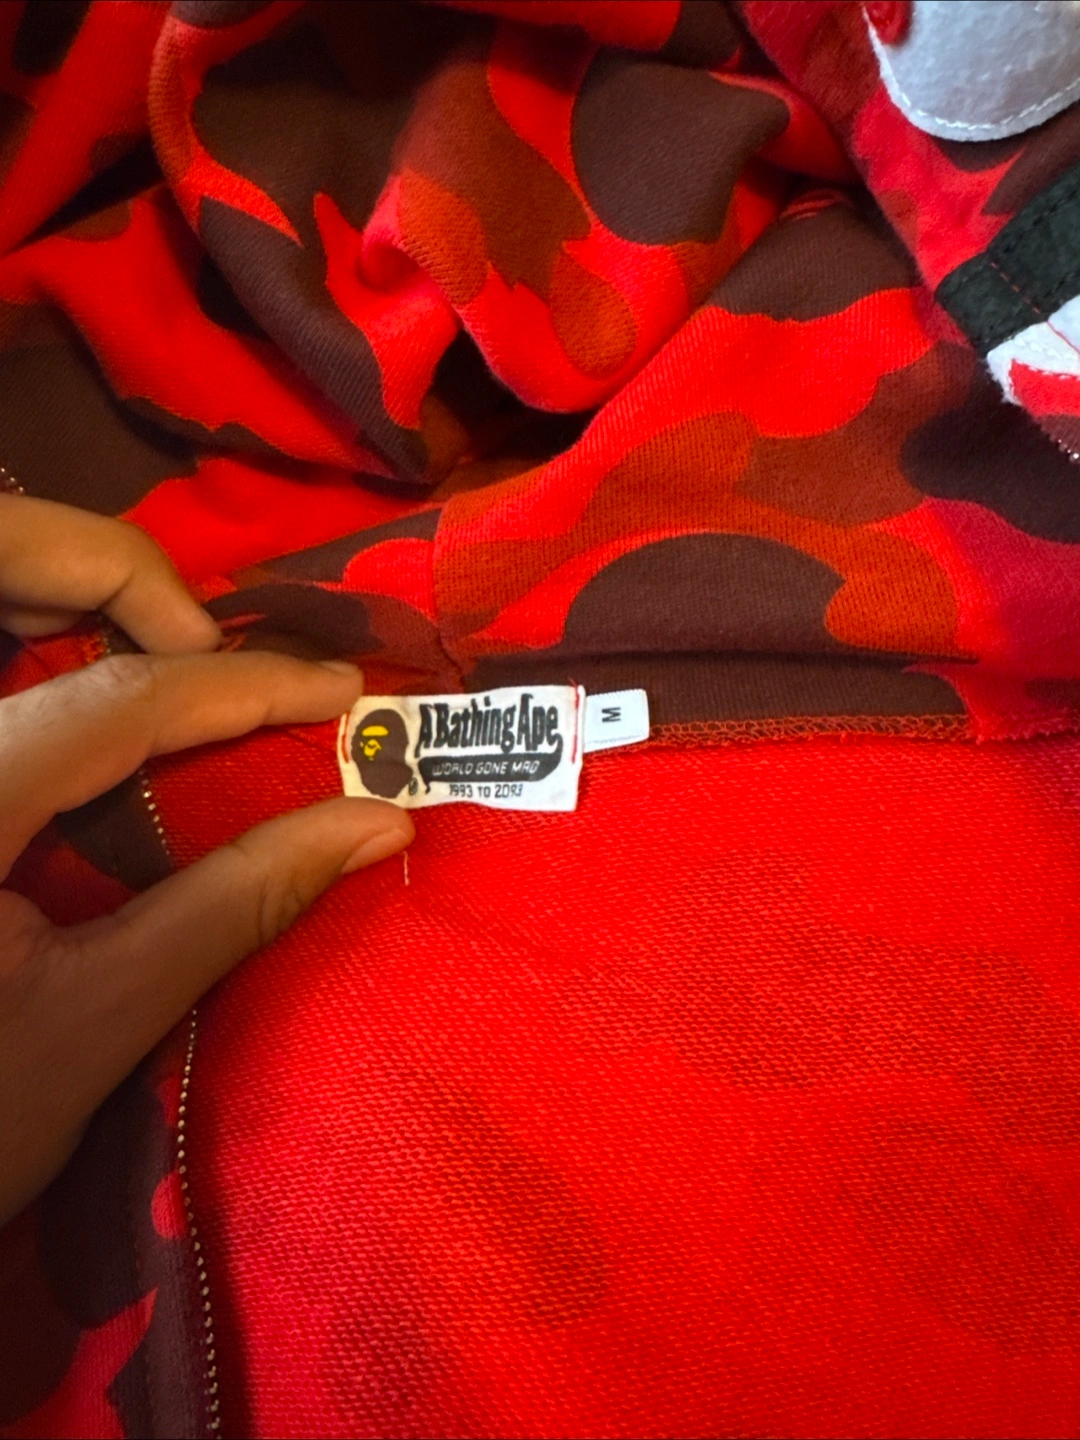 A Bathing Ape
WORLD GONE MAD
1993 TO 2093
®
M